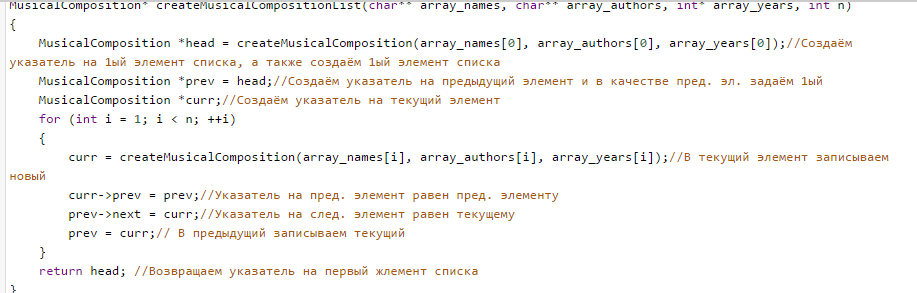 MusicalComposition* createMusicalCompositionList(char** array_names, char** array_authors, int* array_years, int n)
{
MusicalComposition *head = createMusicalComposition(array_names[0], array_authors[0], array_years[0]);//Создаём
указатель на 1ый элемент списка, а также создаём 1ый элемент списка
MusicalComposition *prev = head;//Создаём указатель на предыдущий элемент и в качестве пред. эл. задаём 1ый
MusicalComposition *curr;//Создаём указатель на текущий элемент
for (int i = 1; i < n; ++i)
{
curr = createMusicalComposition(array_names[i], array_authors[i], array_years[i]);//В текущий элемент записываем
новый
curr->prev = prev;//Указатель на пред. элемент равен пред. элементу
prev->next = curr;//Указатель на след. элемент равен текущему
prev = curr;// В предыдущий записываем текущий
}
return head; //Возвращаем указатель на первый жлемент списка
}